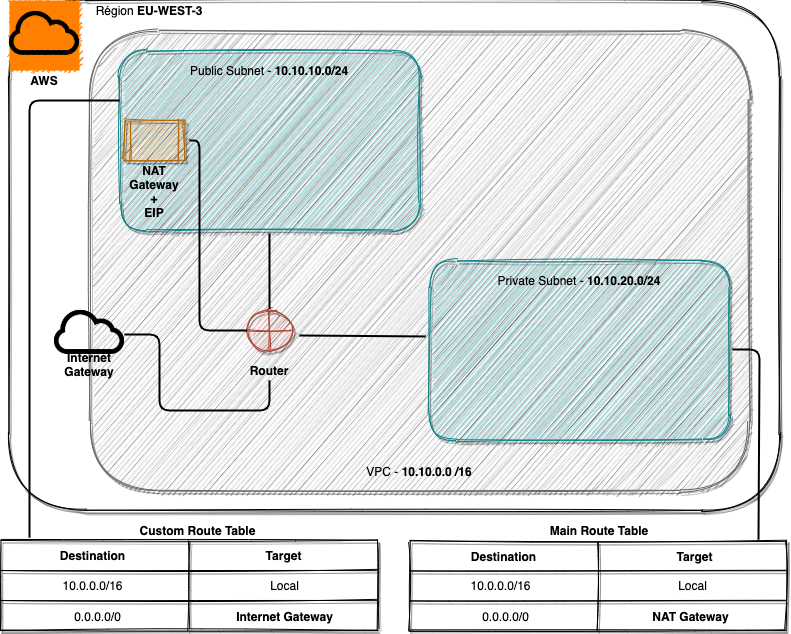 Région EU-WEST-3
AWS
Public Subnet - 10.10.10.0/24
NAT
Gateway
+
EIP
Private Subnet - 10.10.20.0/24
Internet
Gateway
Router
VPC - 10.10.0.0 /16
Custom Route Table
Destination Target
10.0.0.0/16 Local
0.0.0.0/0 Internet Gateway
Main Route Table
Destination Target
10.0.0.0/16 Local
0.0.0.0/0 NAT Gateway